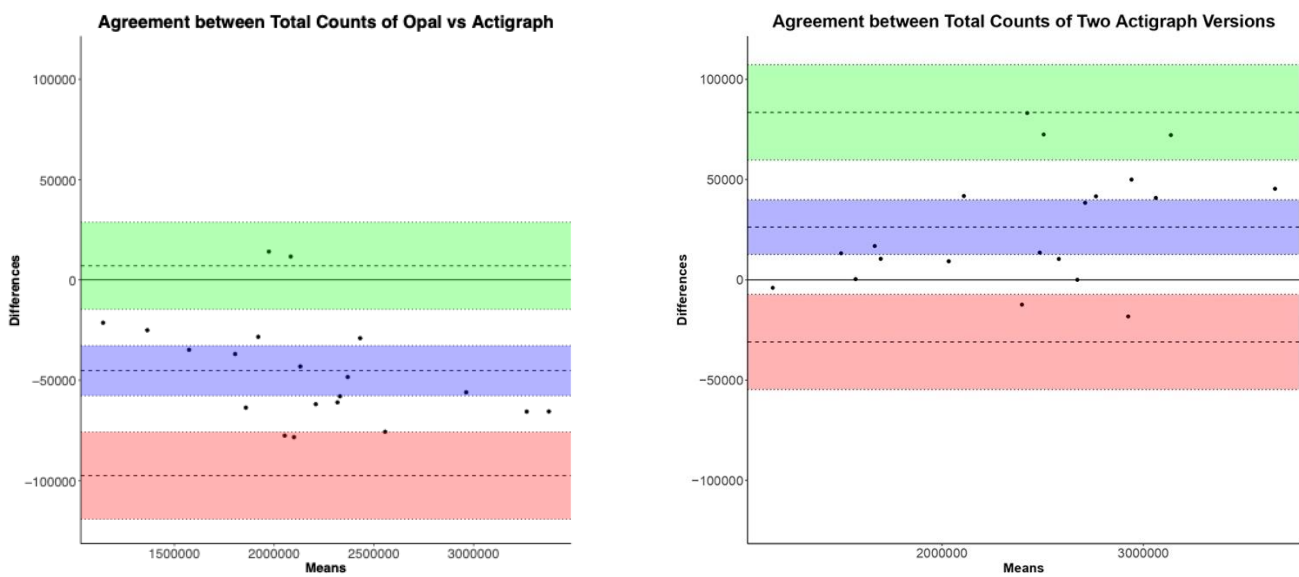 Agreement between Total Counts of Opal vs Actigraph
100000
50000
0
−50000
−100000
Differences
1500000 2000000 2500000 3000000
Means
Agreement between Total Counts of Two Actigraph Versions
100000
50000
0
−50000
−100000
Differences
2000000 3000000
Means